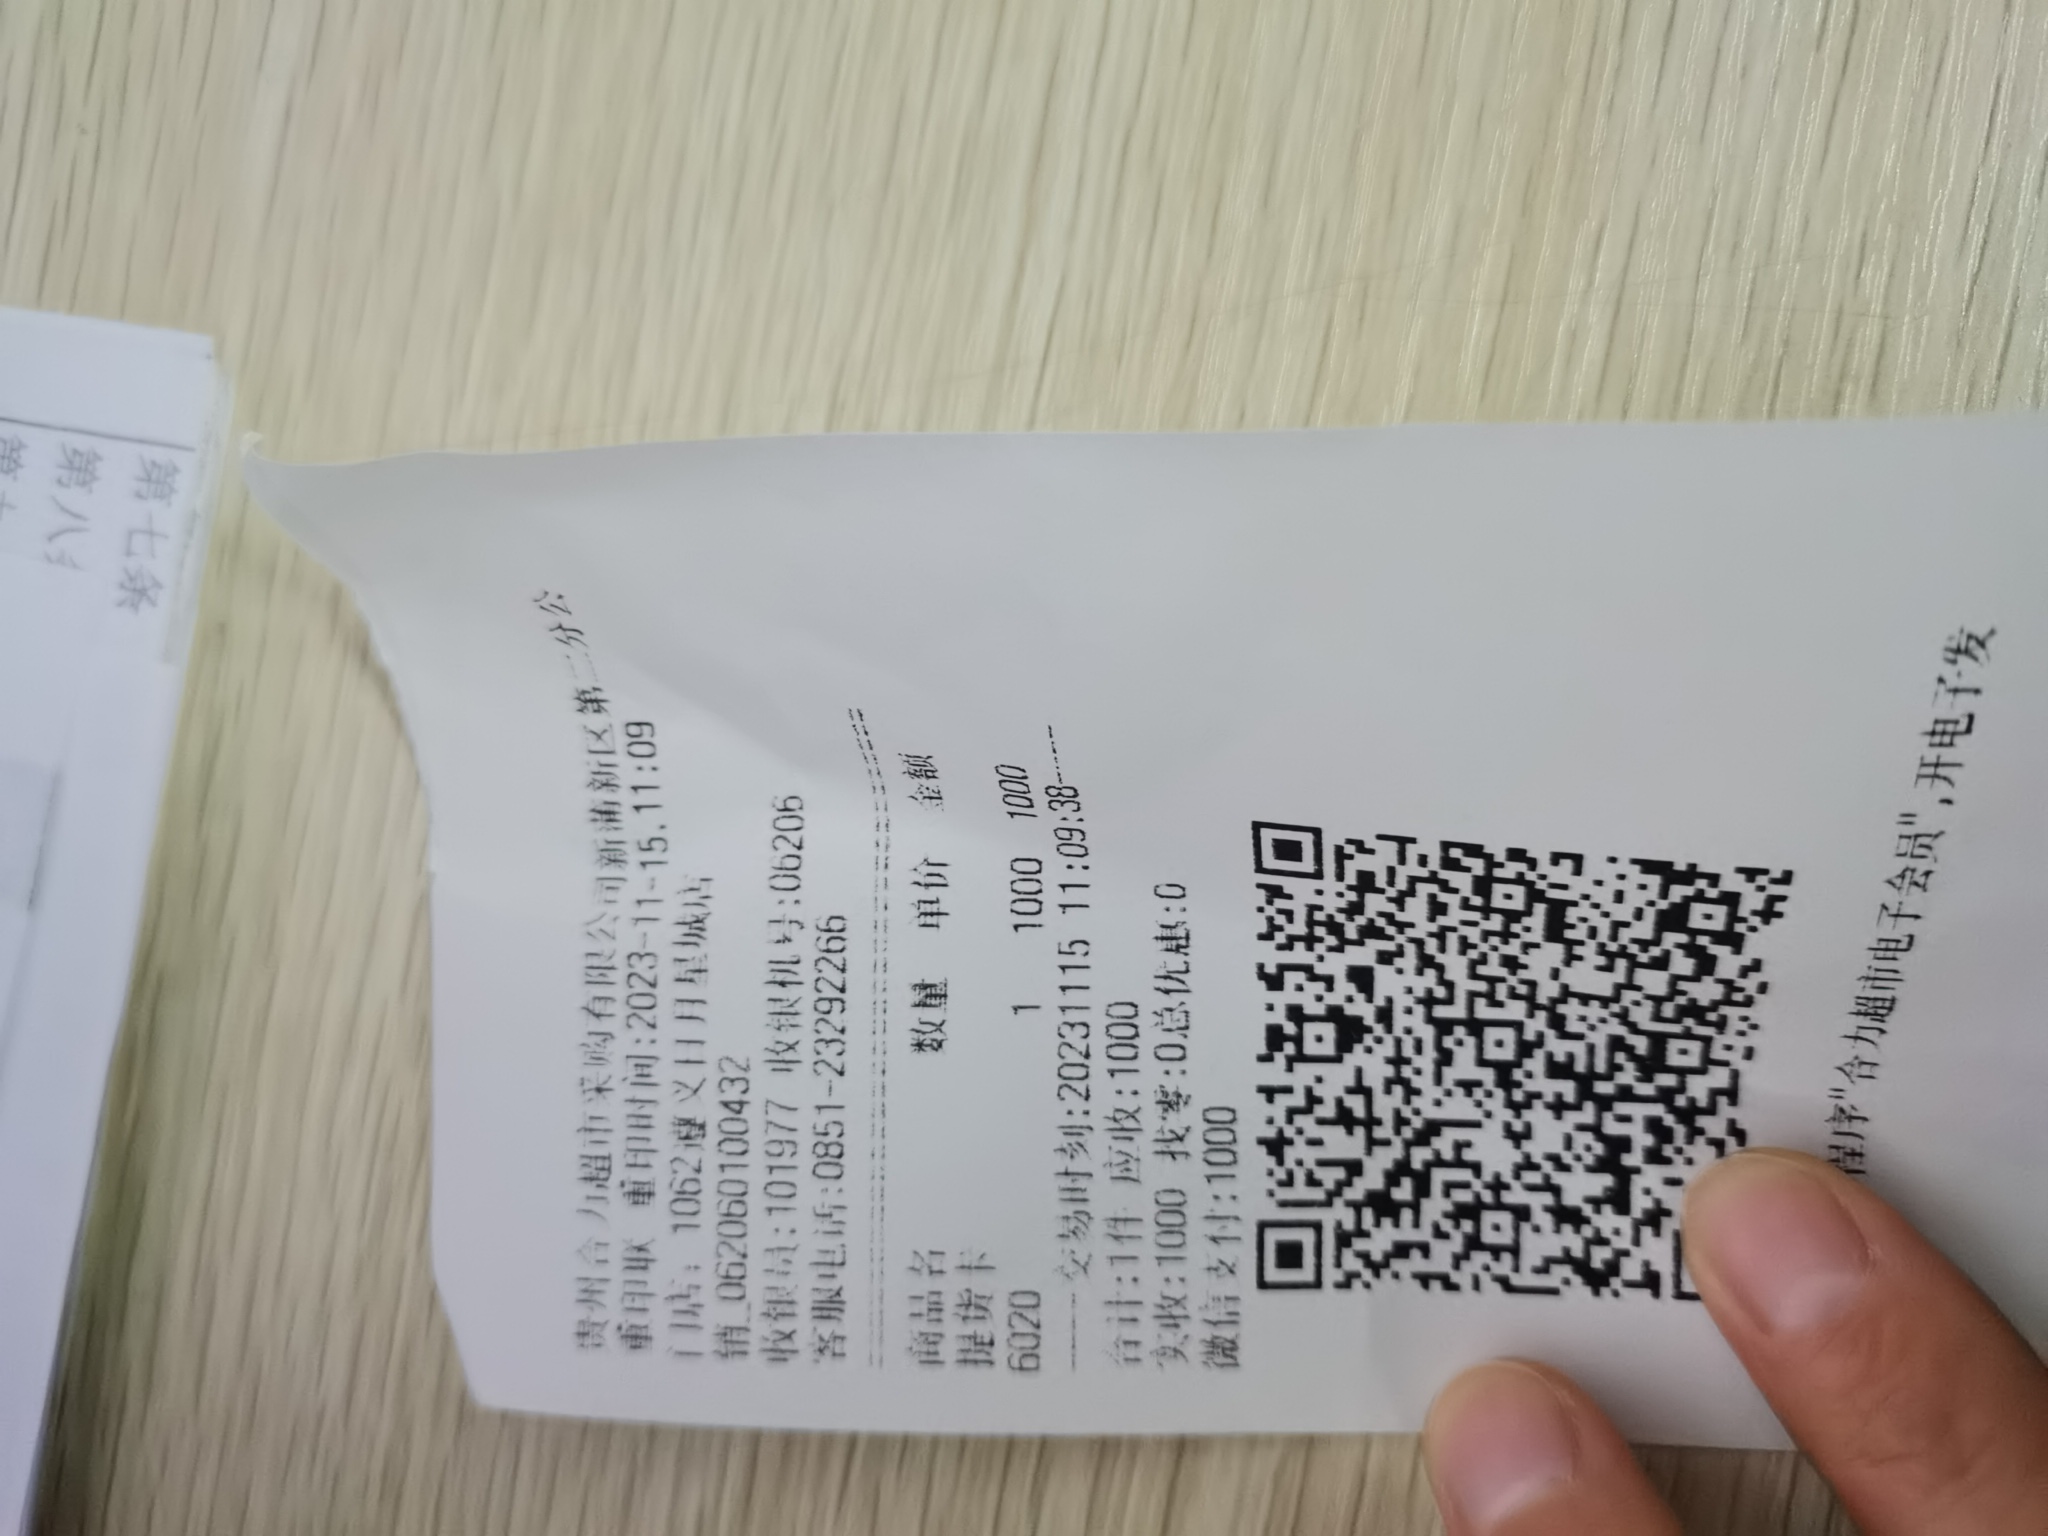 贵州合力超市采购有限公司新蒲新区第二分公
重印联 重印时间:2023-11-15.11:09
门店: 1062遵义日月星城店
销_062060100432
收银员:101977 收银机号:06206
客服电话:0851-23292266
商品名 数量 单价 金额
提货卡
6020 1 1000 1000
交易时刻:20231115 11:09:38
合计:1件 应收:1000
实收:1000 找零:0总优惠:0
微信支付:1000
程序"合力超市电子会员",开电子发
第七条
第八
第